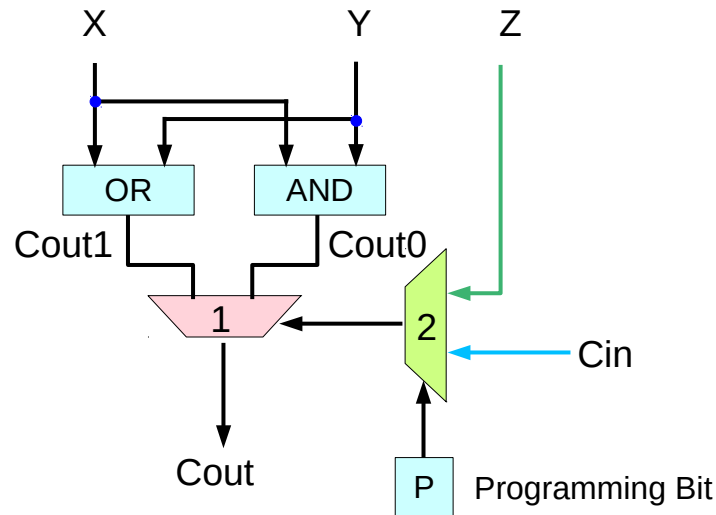 X Y Z
OR AND
Cout1 Cout0
1 2
Cin
Cout
P Programming Bit